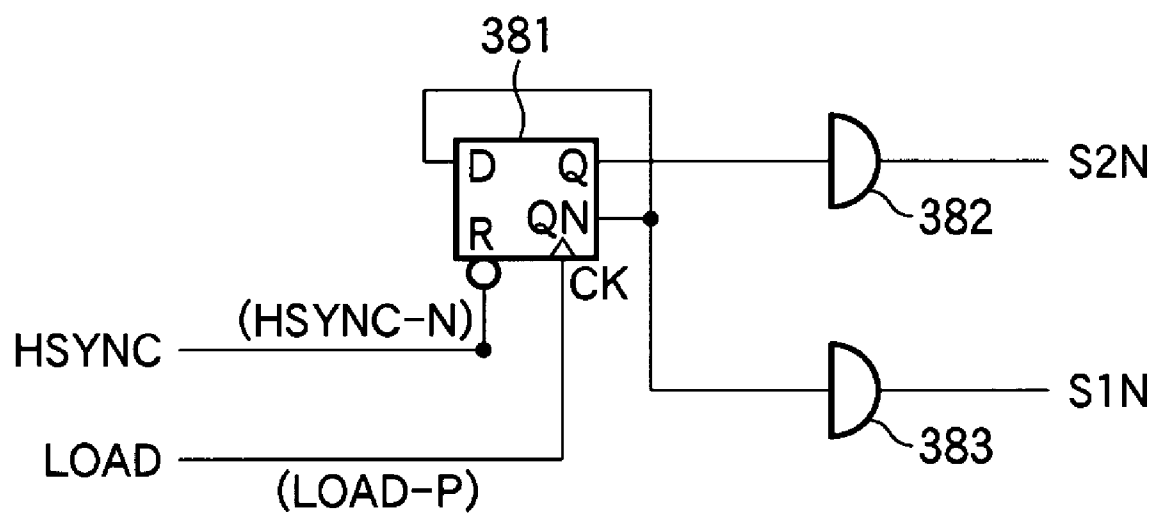 381
D Q
S2N
R QN
382
CK
(HSYNC-N)
HSYNC
S1N
383
LOAD
(LOAD-P)